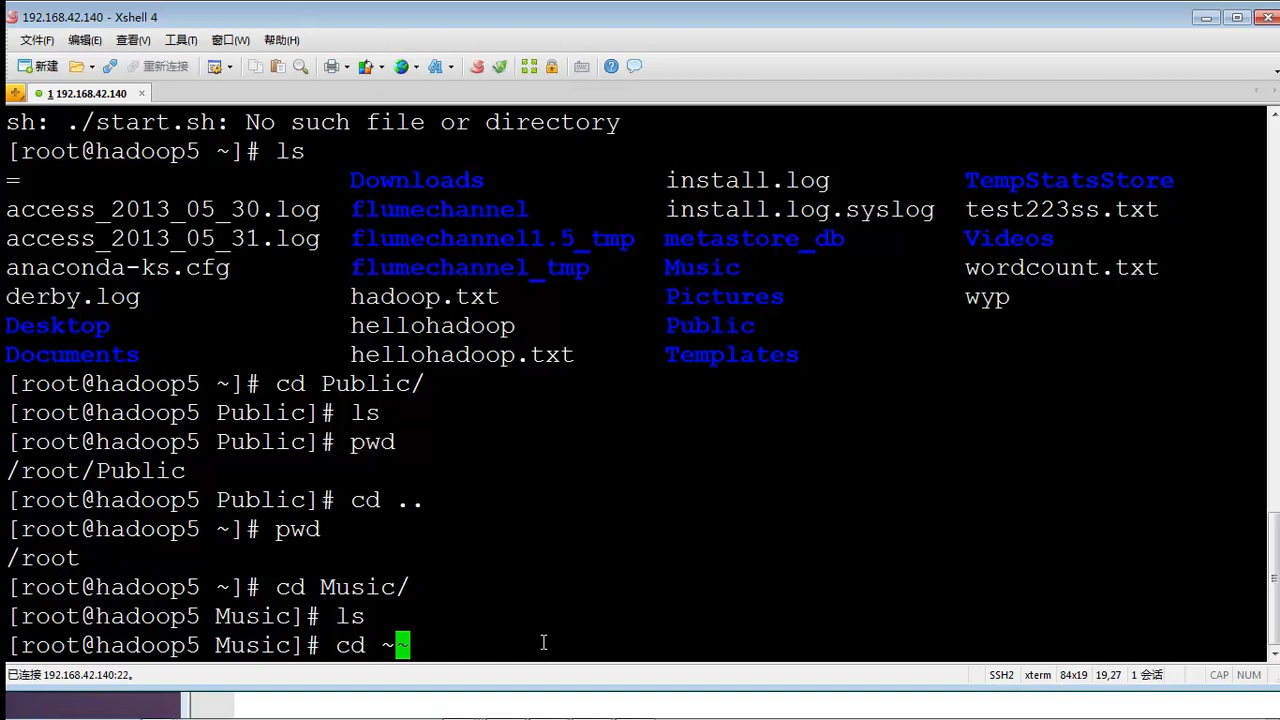 192.168.42.140 - Xshell 4
文件(F) 编辑(E) 查看(V) 工具(T) 窗口(W) 帮助(H)
新建 重新连接
1 192.168.42.140
sh: ./start.sh: No such file or directory
[root@hadoop5 ~]# ls
= Downloads install.log TempStatsStore
access_2013_05_30.log flumechannel install.log.syslog test223ss.txt
access_2013_05_31.log flumechannel1.5_tmp metastore_db Videos
anaconda-ks.cfg flumechannel_tmp Music wordcount.txt
derby.log hadoop.txt Pictures wyp
Desktop hellohadoop Public
Documents hellohadoop.txt Templates
[root@hadoop5 ~]# cd Public/
[root@hadoop5 Public]# ls
[root@hadoop5 Public]# pwd
/root/Public
[root@hadoop5 Public]# cd ..
[root@hadoop5 ~]# pwd
/root
[root@hadoop5 ~]# cd Music/
[root@hadoop5 Music]# ls
[root@hadoop5 Music]# cd ~~
已连接 192.168.42.140:22。 SSH2 xterm 84x19 19,27 1 会话 CAP NUM